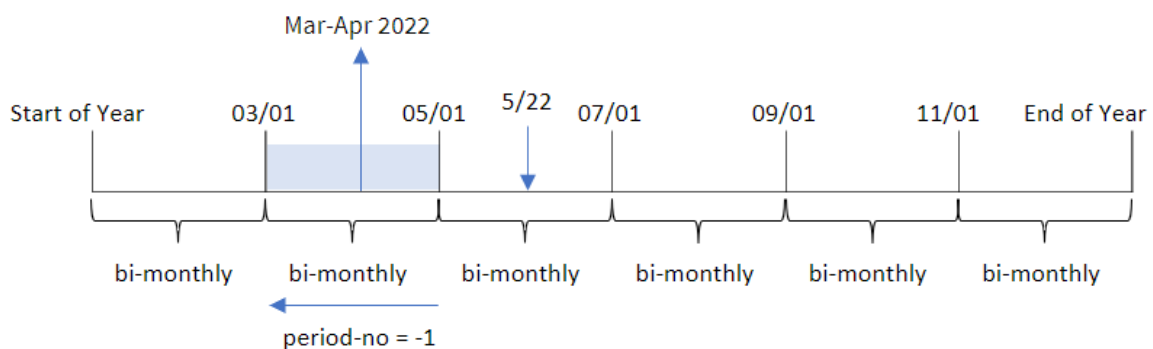 Mar-Apr 2022
Start of Year 03/01 05/01 5/22 07/01 09/01 11/01 End of Year
bi-monthly bi-monthly bi-monthly bi-monthly bi-monthly bi-monthly
period-no = -1